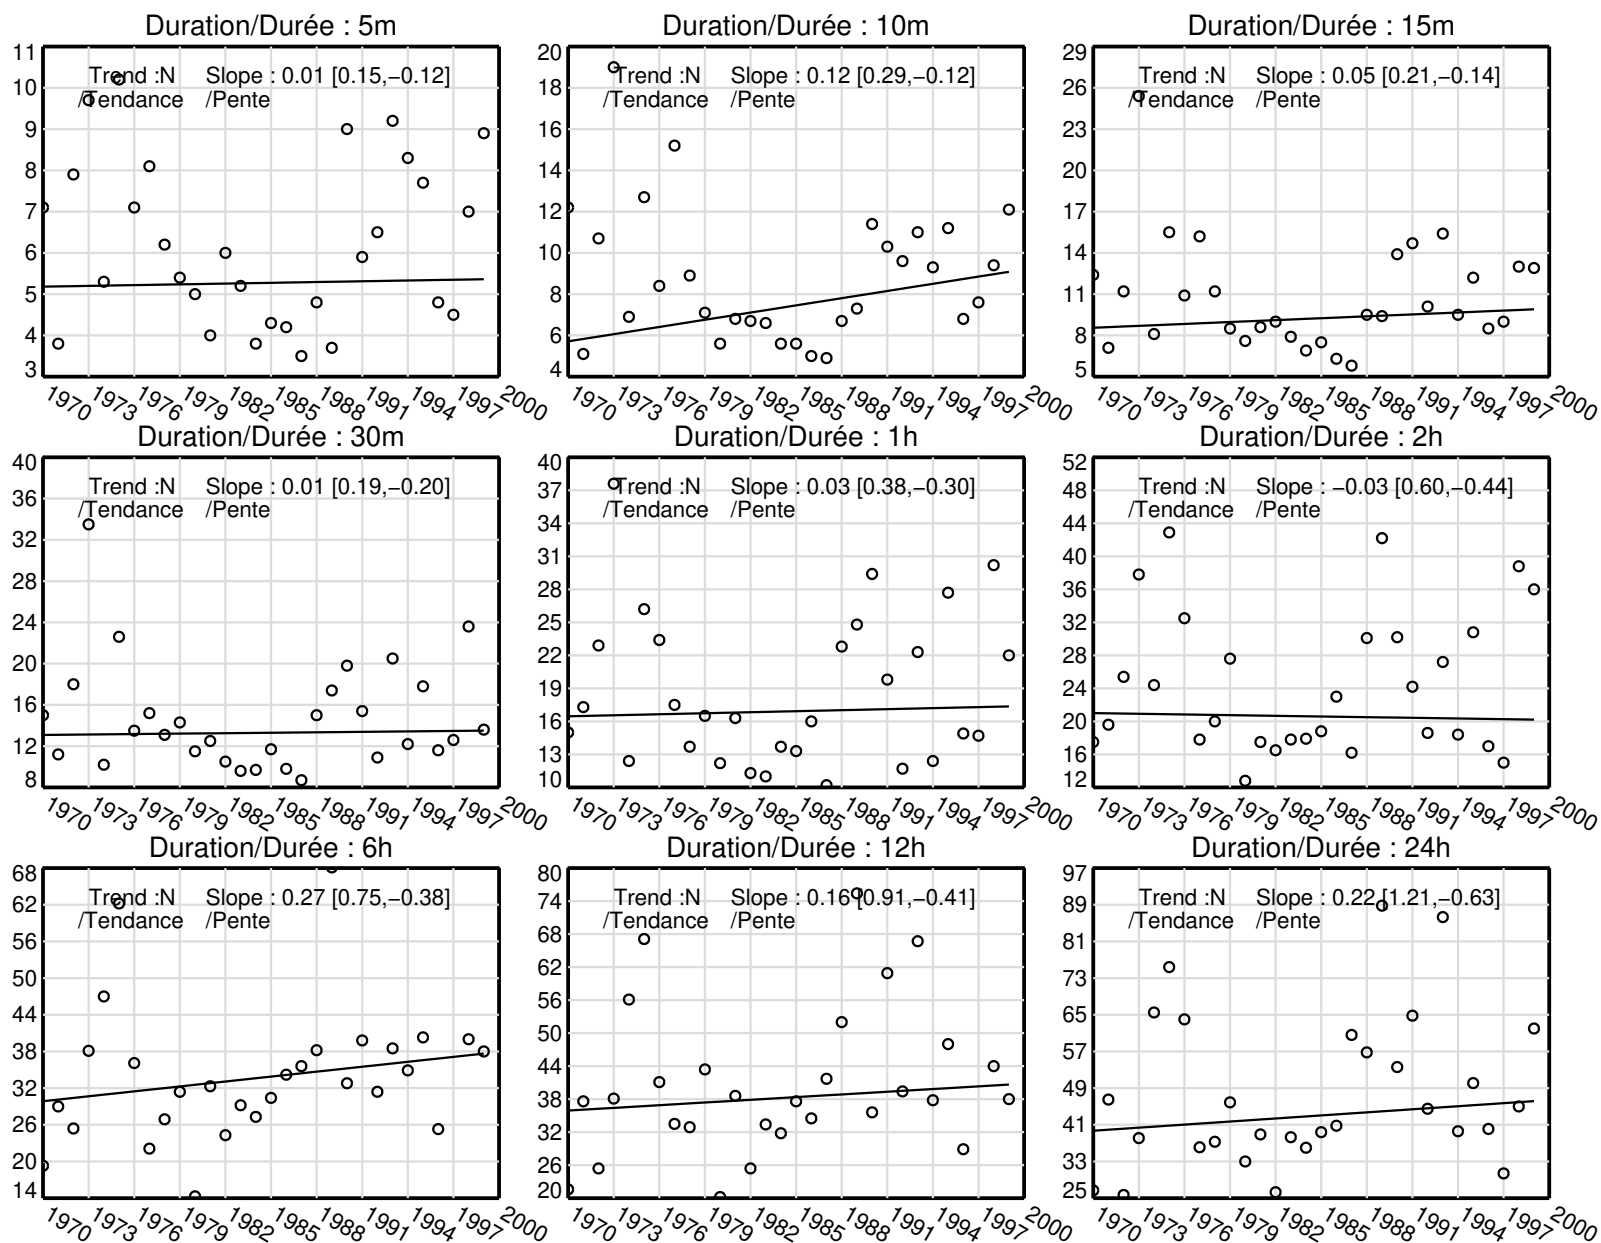 Duration/Durée : 5m
Trend :N Slope : 0.01 [0.15,−0.12]
/Tendance /Pente
11
10
9
8
7
6
5
4
3
1970 1973 1976 1979 1982 1985 1988 1991 1994 1997 2000
Duration/Durée : 10m
Trend :N Slope : 0.12 [0.29,−0.12]
/Tendance /Pente
20
18
16
14
12
10
8
6
4
1970 1973 1976 1979 1982 1985 1988 1991 1994 1997 2000
Duration/Durée : 15m
Trend :N Slope : 0.05 [0.21,−0.14]
/Tendance /Pente
29
26
23
20
17
14
11
8
5
1970 1973 1976 1979 1982 1985 1988 1991 1994 1997 2000
Duration/Durée : 30m
Trend :N Slope : 0.01 [0.19,−0.20]
/Tendance /Pente
40
36
32
28
24
20
16
12
8
1970 1973 1976 1979 1982 1985 1988 1991 1994 1997 2000
Duration/Durée : 1h
Trend :N Slope : 0.03 [0.38,−0.30]
/Tendance /Pente
40
37
34
31
28
25
22
19
16
13
10
1970 1973 1976 1979 1982 1985 1988 1991 1994 1997 2000
Duration/Durée : 2h
Trend :N Slope : −0.03 [0.60,−0.44]
/Tendance /Pente
52
48
44
40
36
32
28
24
20
16
12
1970 1973 1976 1979 1982 1985 1988 1991 1994 1997 2000
Duration/Durée : 6h
Trend :N Slope : 0.27 [0.75,−0.38]
/Tendance /Pente
68
62
56
50
44
38
32
26
20
14
1970 1973 1976 1979 1982 1985 1988 1991 1994 1997 2000
Duration/Durée : 12h
Trend :N Slope : 0.16 [0.91,−0.41]
/Tendance /Pente
80
74
68
62
56
50
44
38
32
26
20
1970 1973 1976 1979 1982 1985 1988 1991 1994 1997 2000
Duration/Durée : 24h
Trend :N Slope : 0.22 [1.21,−0.63]
/Tendance /Pente
97
89
81
73
65
57
49
41
33
25
1970 1973 1976 1979 1982 1985 1988 1991 1994 1997 2000